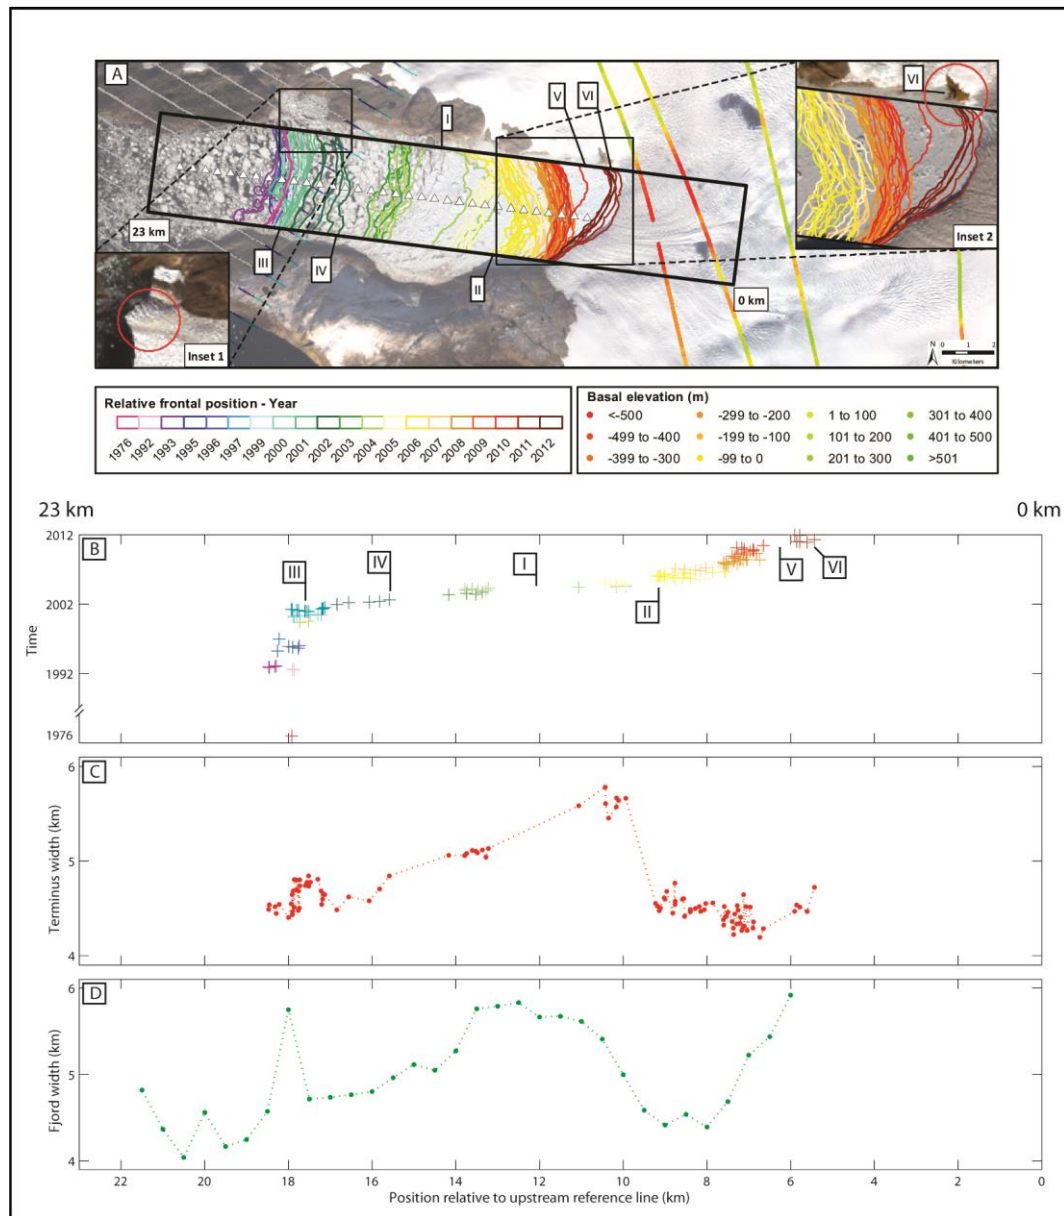 A
I
V
VI
VI
23 km
III
IV
II
Inset 2
0 km
Inset 1
N
0 1 2
Kilometers
Relative frontal position - Year
1976 1992 1993 1995 1996 1997 1999 2000 2001 2002 2003 2004 2005 2006 2007 2008 2009 2010 2011 2012
Basal elevation (m)
<-500 -299 to -200 1 to 100 301 to 400
-499 to -400 -199 to -100 101 to 200 401 to 500
-399 to -300 -99 to 0 201 to 300 >501
23 km 0 km
2012
B
III IV I V VI
2002
II
Time
1992
1976
6
C
Terminus width (km)
5
4
6
D
Fjord width (km)
5
4
22 20 18 16 14 12 10 8 6 4 2 0
Position relative to upstream reference line (km)